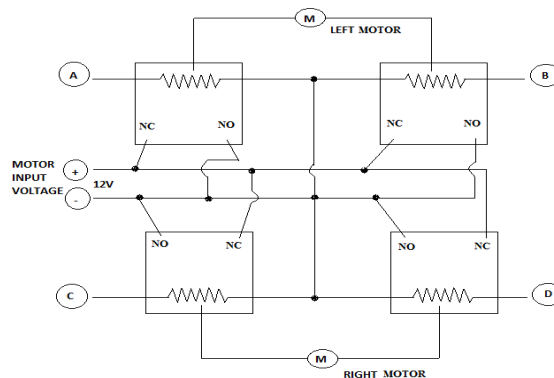 M
LEFT MOTOR
A
B
NC
NO
NC
NO
MOTOR
INPUT
VOLTAGE
+
12V
-
NO
NC
NO
NC
C
D
M
RIGHT MOTOR